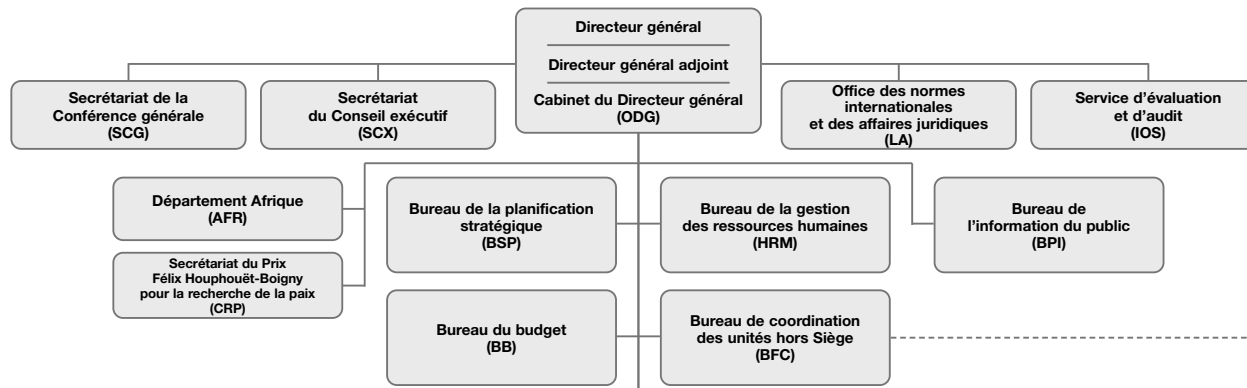 Directeur général
Directeur général adjoint
Cabinet du Directeur général
(ODG)
Secrétariat de la
Conférence générale
(SCG)
Secrétariat
du Conseil exécutif
(SCX)
Office des normes
internationales
et des affaires juridiques
(LA)
Service d'évaluation
et d'audit
(IOS)
Département Afrique
(AFR)
Bureau de la planification
stratégique
(BSP)
Bureau de la gestion
des ressources humaines
(HRM)
Bureau de
l'information du public
(BPI)
Secrétariat du Prix
Félix Houphouët-Boigny
pour la recherche de la paix
(CRP)
Bureau du budget
(BB)
Bureau de coordination
des unités hors Siège
(BFC)